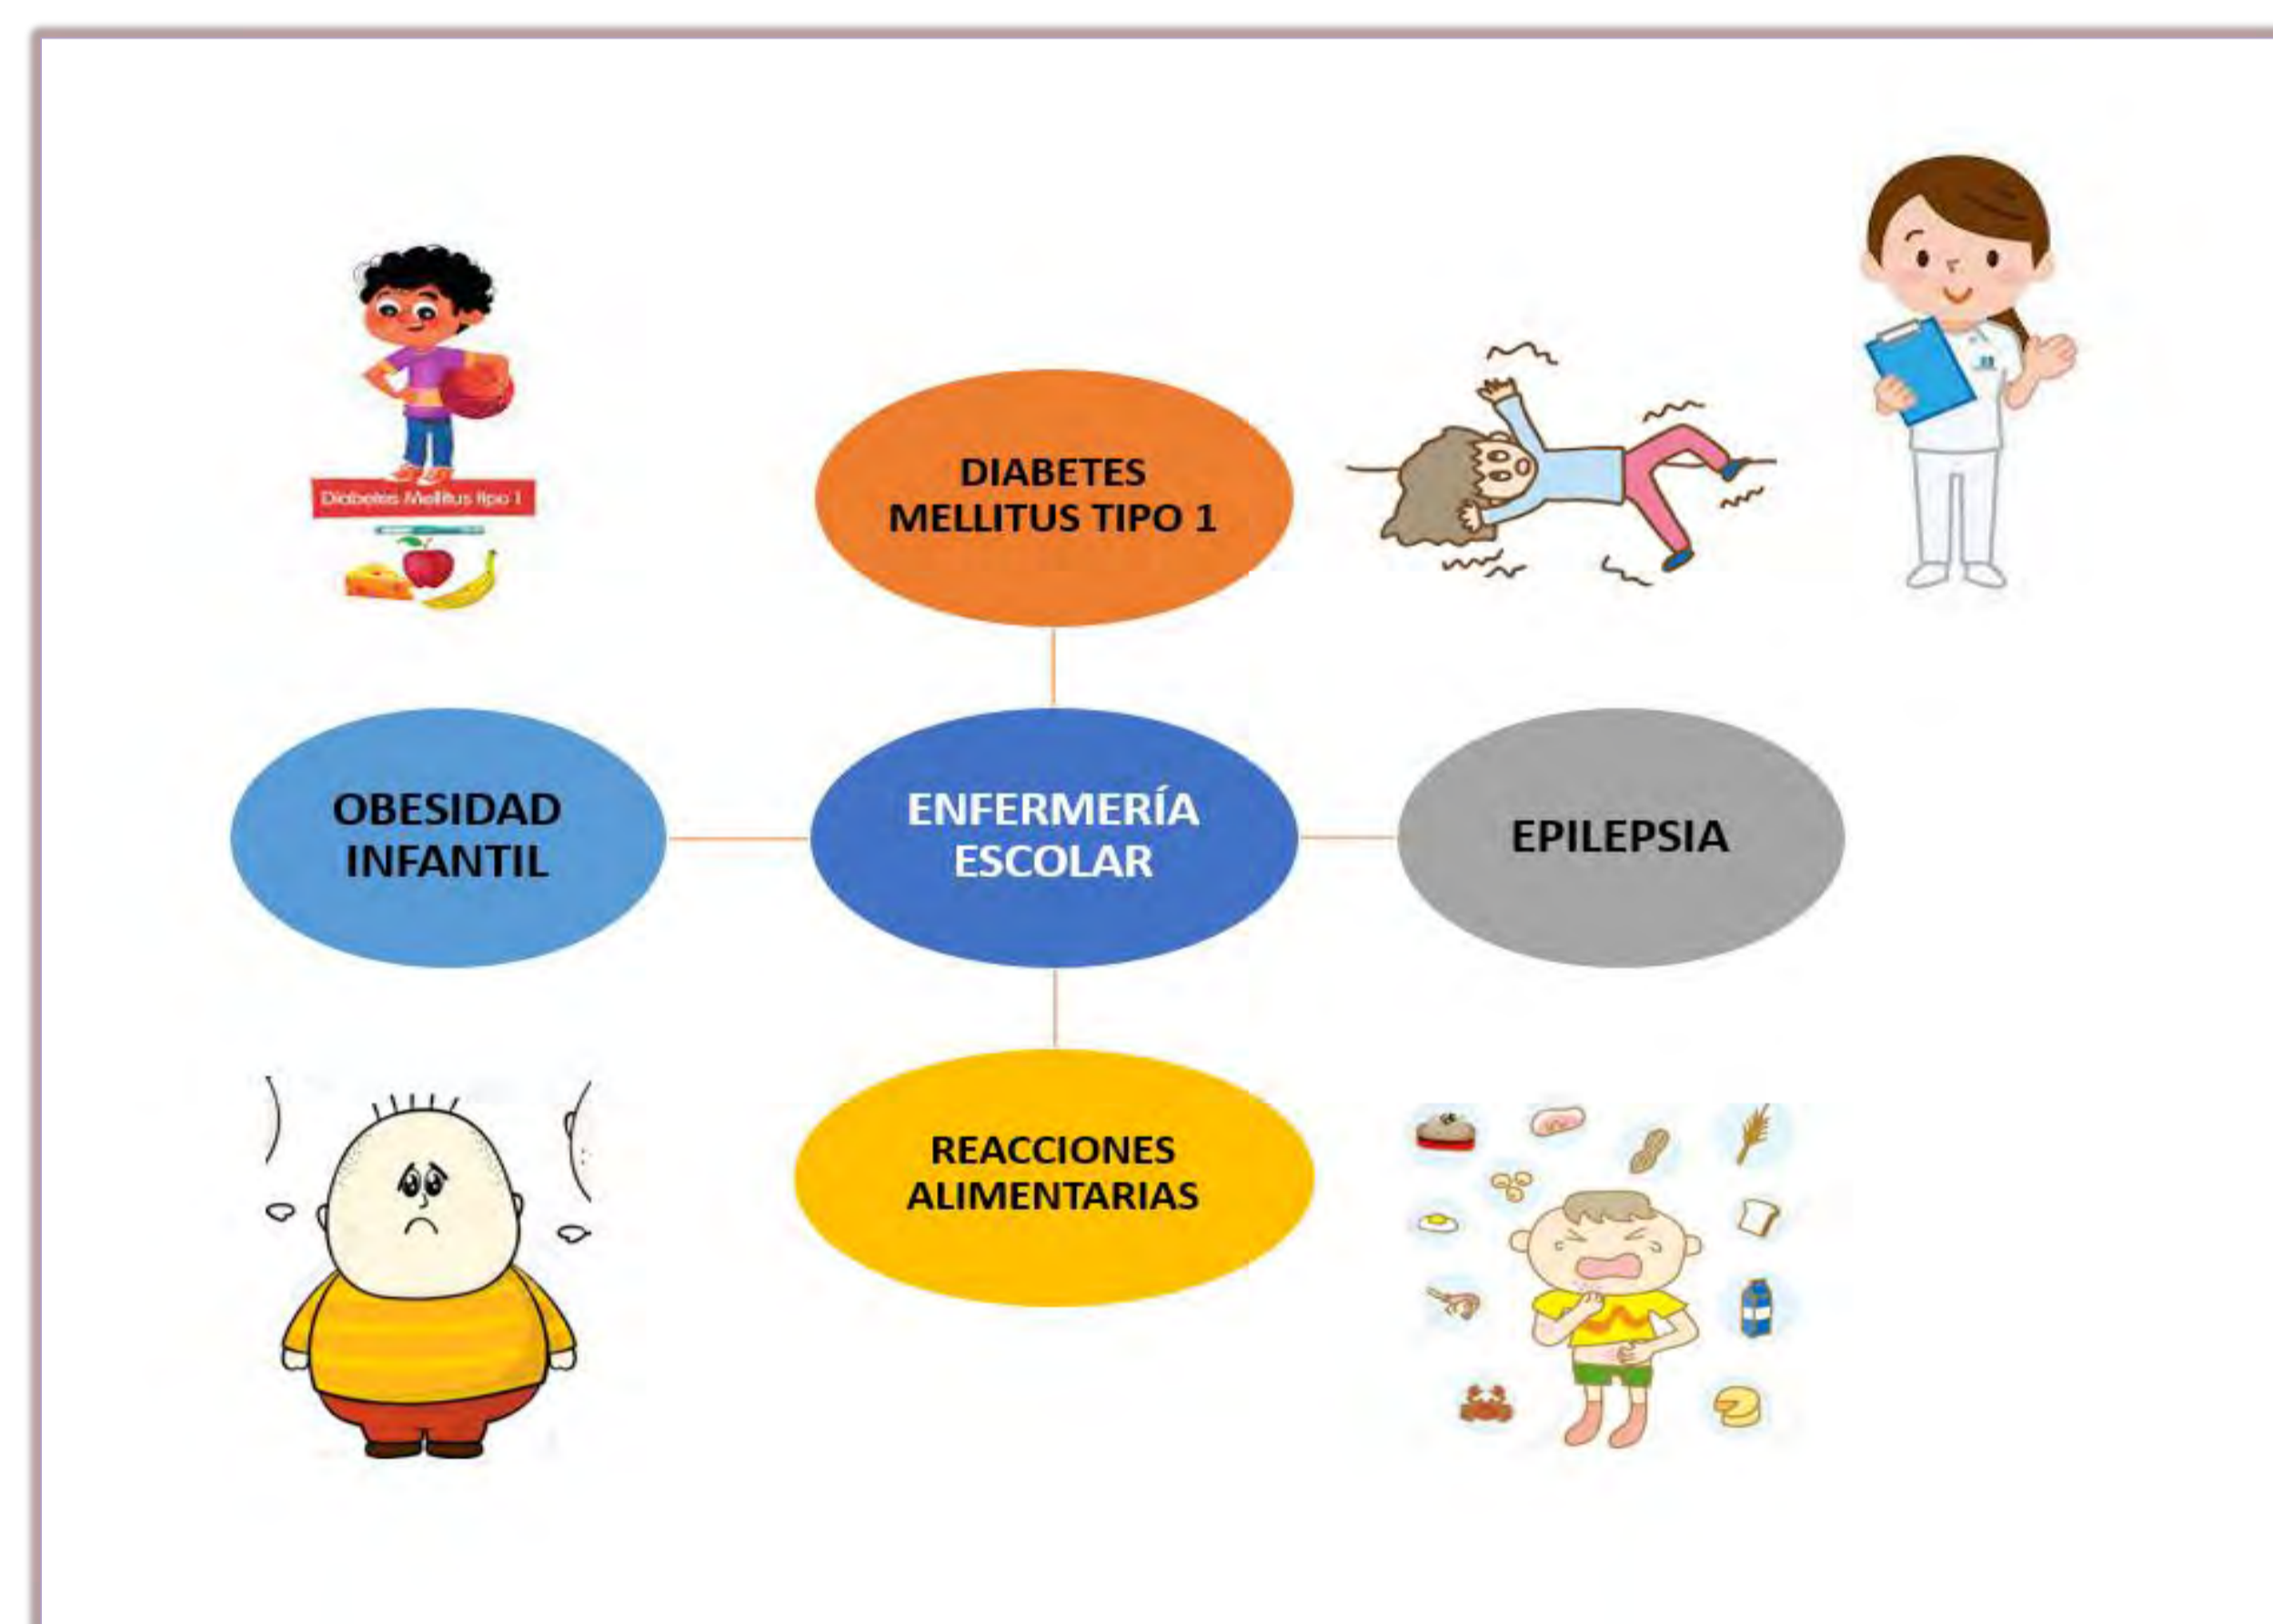 Diabetes Mellitus tipo 1
DIABETES
MELLITUS TIPO 1
OBESIDAD
INFANTIL
ENFERMERÍA
ESCOLAR
EPILEPSIA
REACCIONES
ALIMENTARIAS